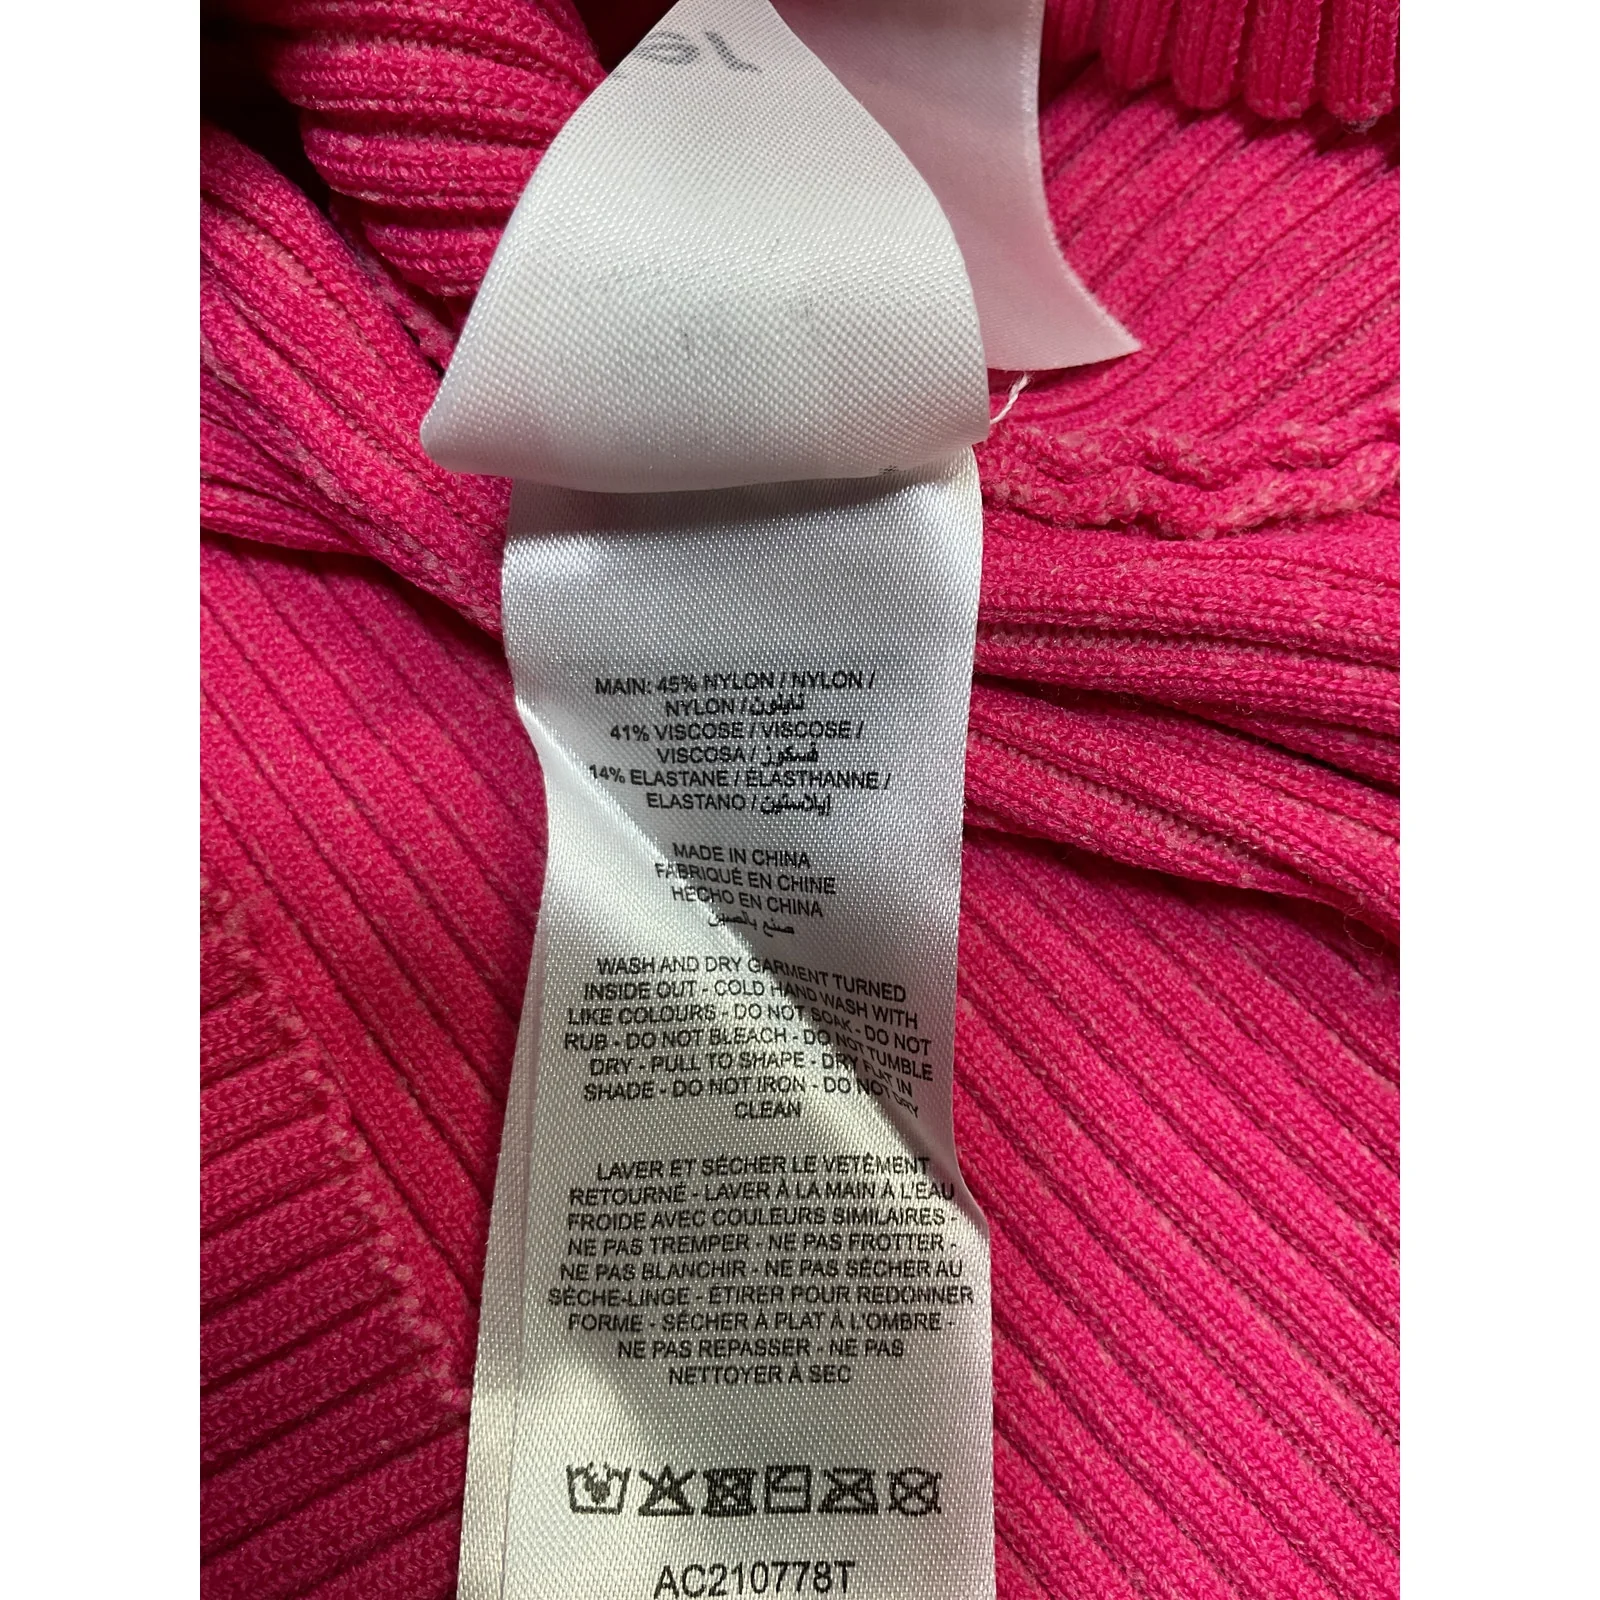 MAIN: 45% NYLON / NYLON /
NYLON / نايلون
41% VISCOSE / VISCOSE /
VISCOSA / فسكوز
14% ELASTANE / ÉLASTHANNE /
ELASTANO / إيلاستين
MADE IN CHINA
FABRIQUÉ EN CHINE
HECHO EN CHINA
صنع بالصين
WASH AND DRY GARMENT TURNED
INSIDE OUT - COLD HAND WASH WITH
LIKE COLOURS - DO NOT SOAK - DO NOT
RUB - DO NOT BLEACH - DO NOT TUMBLE
DRY - PULL TO SHAPE - DRY FLAT IN
SHADE - DO NOT IRON - DO NOT DRY
CLEAN
LAVER ET SÉCHER LE VÊTEMENT
RETOURNÉ - LAVER À LA MAIN À L'EAU
FROIDE AVEC COULEURS SIMILAIRES -
NE PAS TREMPER - NE PAS FROTTER -
NE PAS BLANCHIR - NE PAS SÉCHER AU
SÈCHE-LINGE - ÉTIRER POUR REDONNER
FORME - SÉCHER À PLAT À L'OMBRE -
NE PAS REPASSER - NE PAS
NETTOYER À SEC
AC210778T